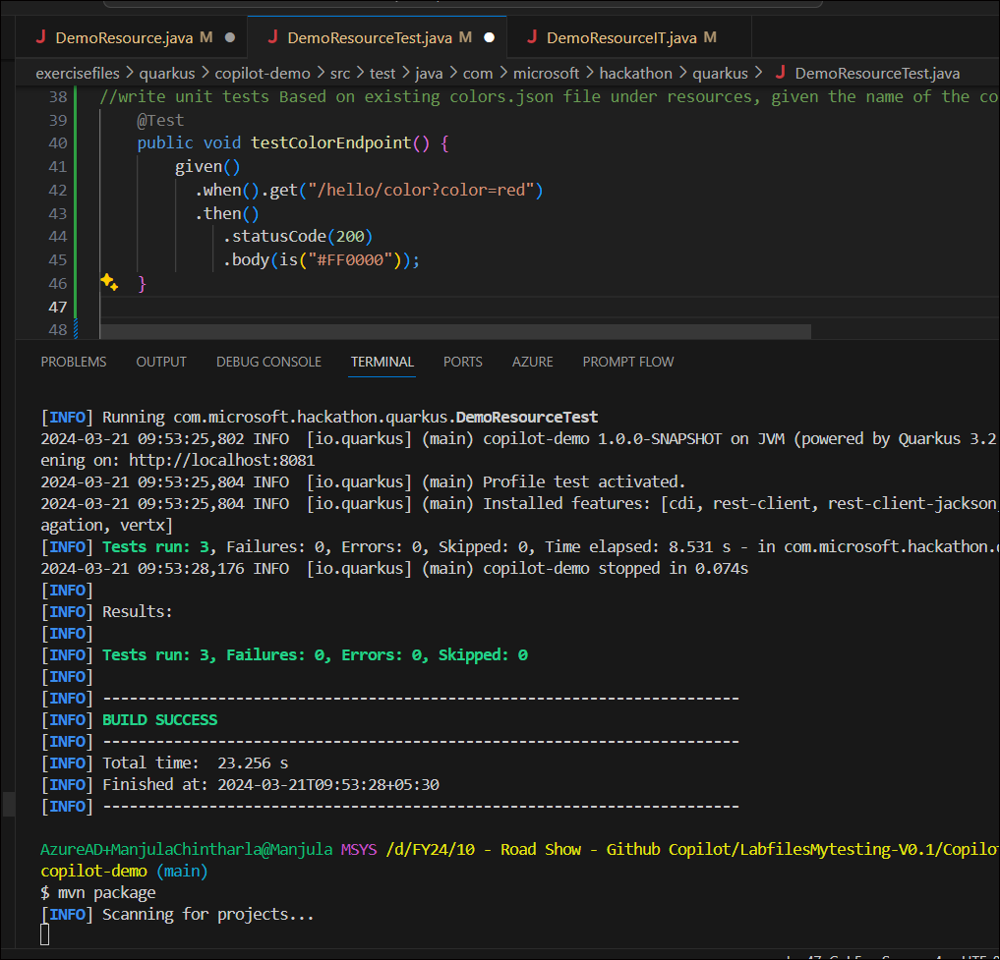 J DemoResource.java M ●
J DemoResourceTest.java M ●
J DemoResourceIT.java M
exercisefiles > quarkus > copilot-demo > src > test > java > com > microsoft > hackathon > quarkus > J DemoResourceTest.java
38 //write unit tests Based on existing colors.json file under resources, given the name of the co
39 @Test
40 public void testColorEndpoint() {
41 given()
42 .when().get("/hello/color?color=red")
43 .then()
44 .statusCode(200)
45 .body(is("#FF0000"));
46 }
47
48
PROBLEMS OUTPUT DEBUG CONSOLE TERMINAL PORTS AZURE PROMPT FLOW
[INFO] Running com.microsoft.hackathon.quarkus.DemoResourceTest
2024-03-21 09:53:25,802 INFO [io.quarkus] (main) copilot-demo 1.0.0-SNAPSHOT on JVM (powered by Quarkus 3.2
ening on: http://localhost:8081
2024-03-21 09:53:25,804 INFO [io.quarkus] (main) Profile test activated.
2024-03-21 09:53:25,804 INFO [io.quarkus] (main) Installed features: [cdi, rest-client, rest-client-jackson,
agation, vertx]
[INFO] Tests run: 3, Failures: 0, Errors: 0, Skipped: 0, Time elapsed: 8.531 s - in com.microsoft.hackathon.
2024-03-21 09:53:28,176 INFO [io.quarkus] (main) copilot-demo stopped in 0.074s
[INFO]
[INFO] Results:
[INFO]
[INFO] Tests run: 3, Failures: 0, Errors: 0, Skipped: 0
[INFO]
[INFO] ------------------------------------------------------------------------
[INFO] BUILD SUCCESS
[INFO] ------------------------------------------------------------------------
[INFO] Total time: 23.256 s
[INFO] Finished at: 2024-03-21T09:53:28+05:30
[INFO] ------------------------------------------------------------------------
AzureAD+ManjulaChintharla@Manjula MSYS /d/FY24/10 - Road Show - Github Copilot/LabfilesMytesting-V0.1/Copilot
copilot-demo (main)
$ mvn package
[INFO] Scanning for projects...